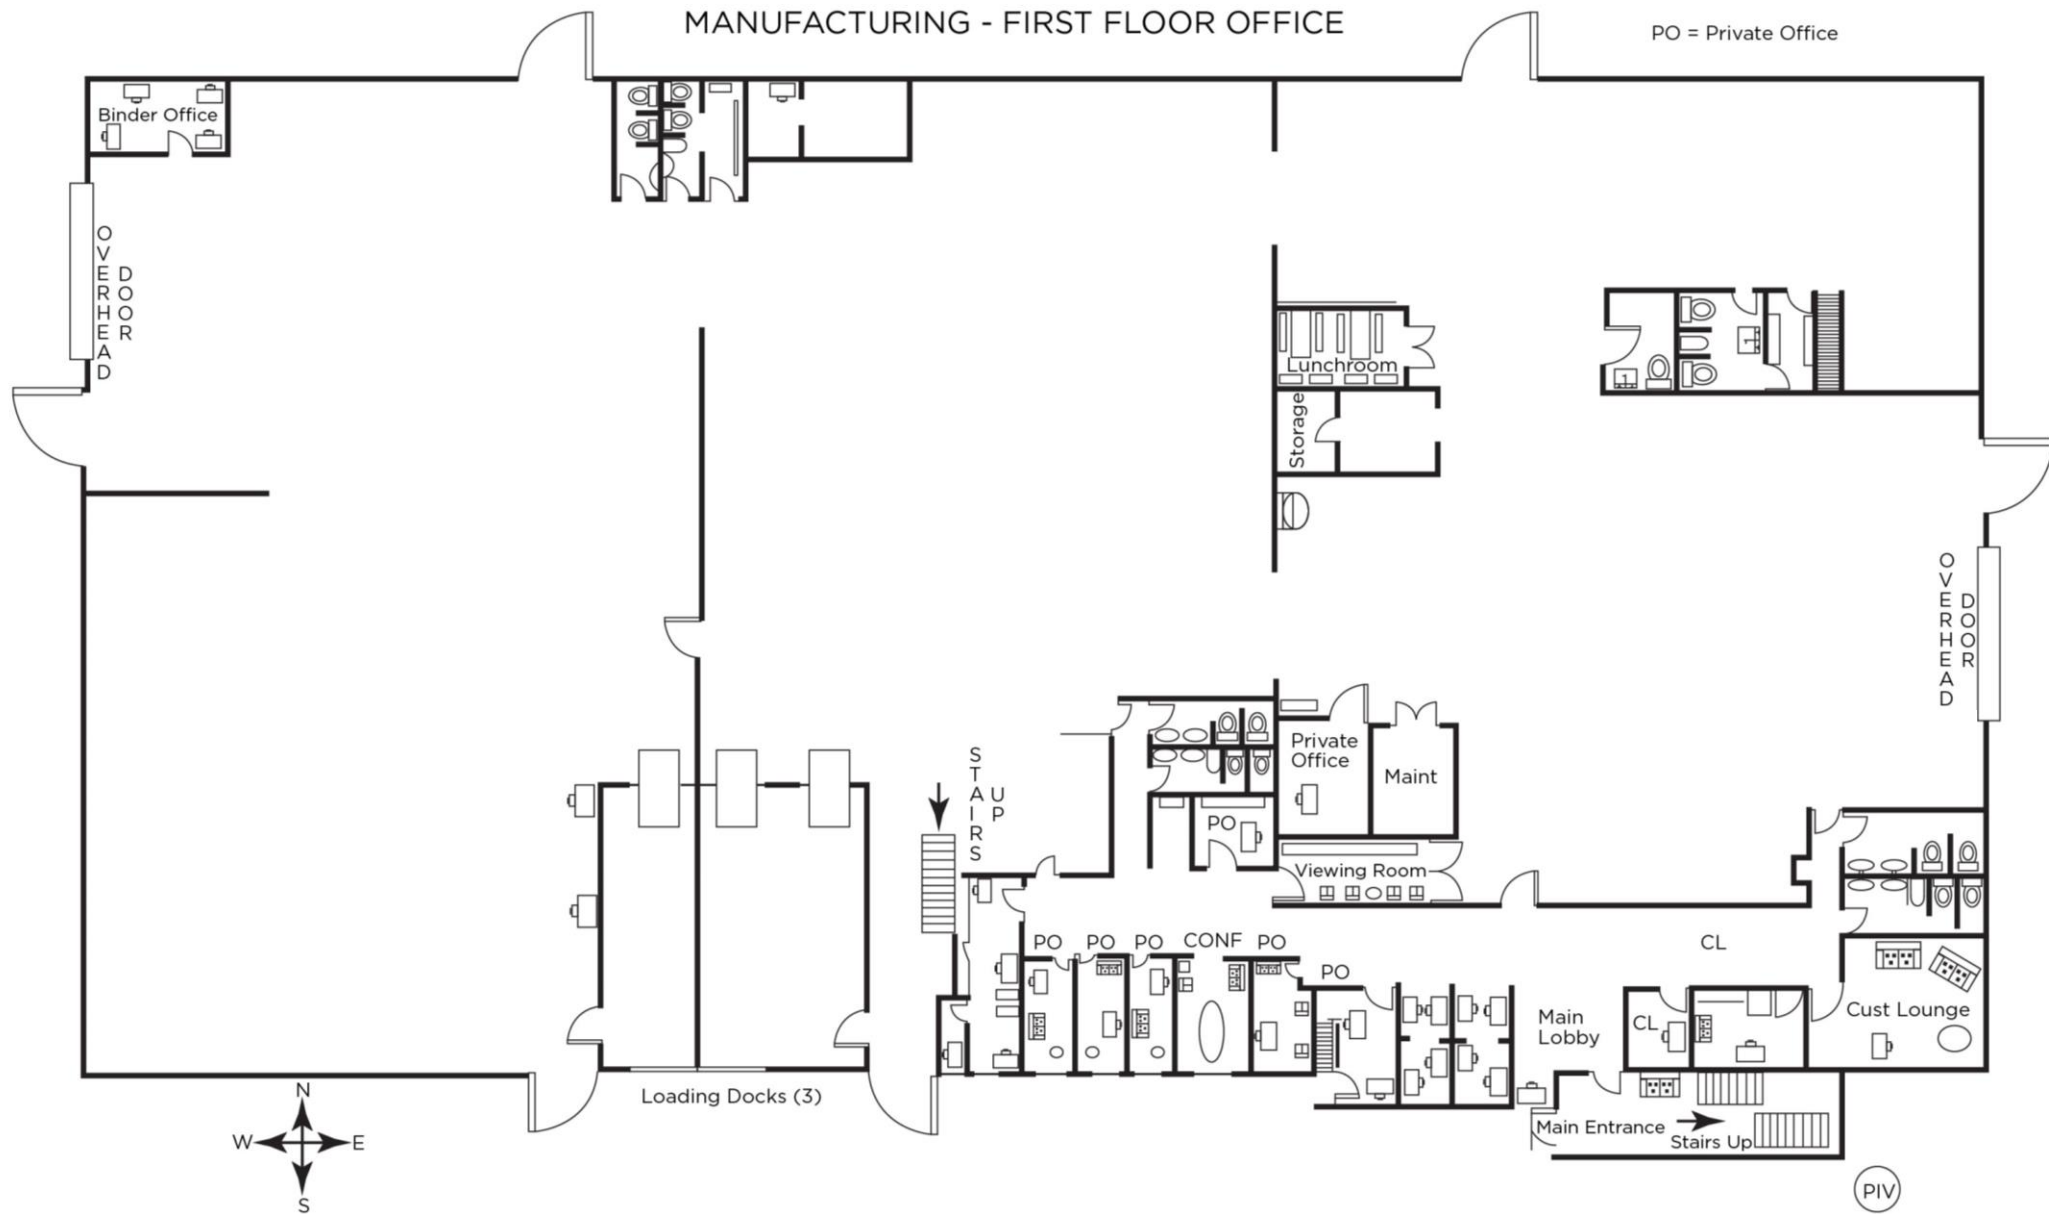 MANUFACTURING - FIRST FLOOR OFFICE
PO = Private Office
Binder Office
OVERHEAD
DOOR
Lunchroom
Storage
OVERHEAD
DOOR
STAIRS
UP
Private
Office
Maint
PO
Viewing Room
PO
PO
PO
CONF
PO
PO
CL
Main
Lobby
CL
Cust Lounge
Loading Docks (3)
N
W
E
S
Main Entrance
Stairs Up
PIV